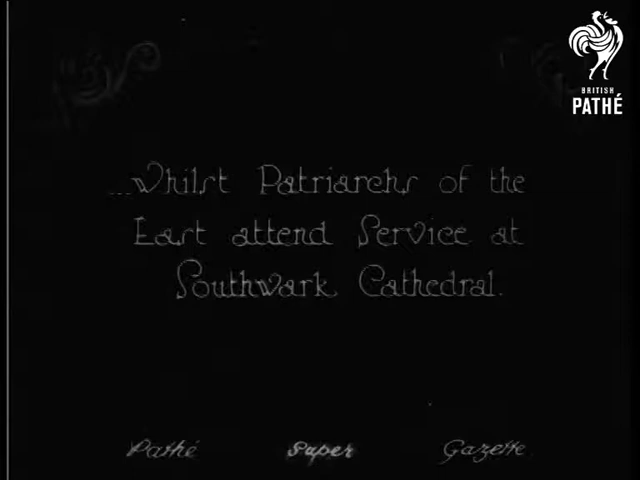 BRITISH
PATHÉ
...Whilst Patriarchs of the
East attend Service at
Southwark Cathedral.
Pathé Super Gazette